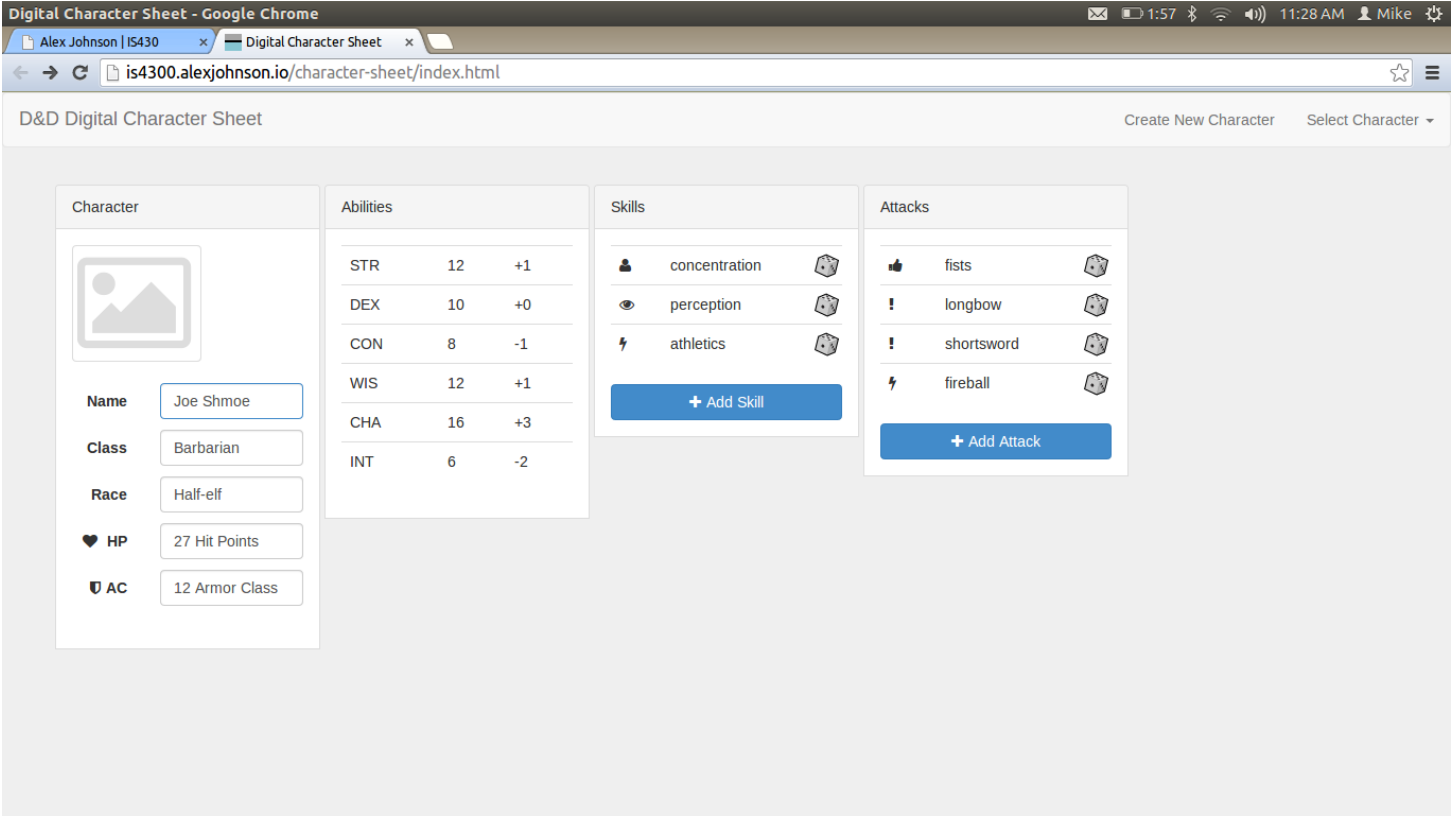 Digital Character Sheet - Google Chrome
1:57 11:28 AM Mike
Alex Johnson | IS430 × Digital Character Sheet ×
is4300.alexjohnson.io/character-sheet/index.html
D&D Digital Character Sheet
Create New Character Select Character
Character
Name Joe Shmoe
Class Barbarian
Race Half-elf
HP 27 Hit Points
AC 12 Armor Class
Abilities
STR 12 +1
DEX 10 +0
CON 8 -1
WIS 12 +1
CHA 16 +3
INT 6 -2
Skills
concentration
perception
athletics
+ Add Skill
Attacks
fists
! longbow
! shortsword
fireball
+ Add Attack